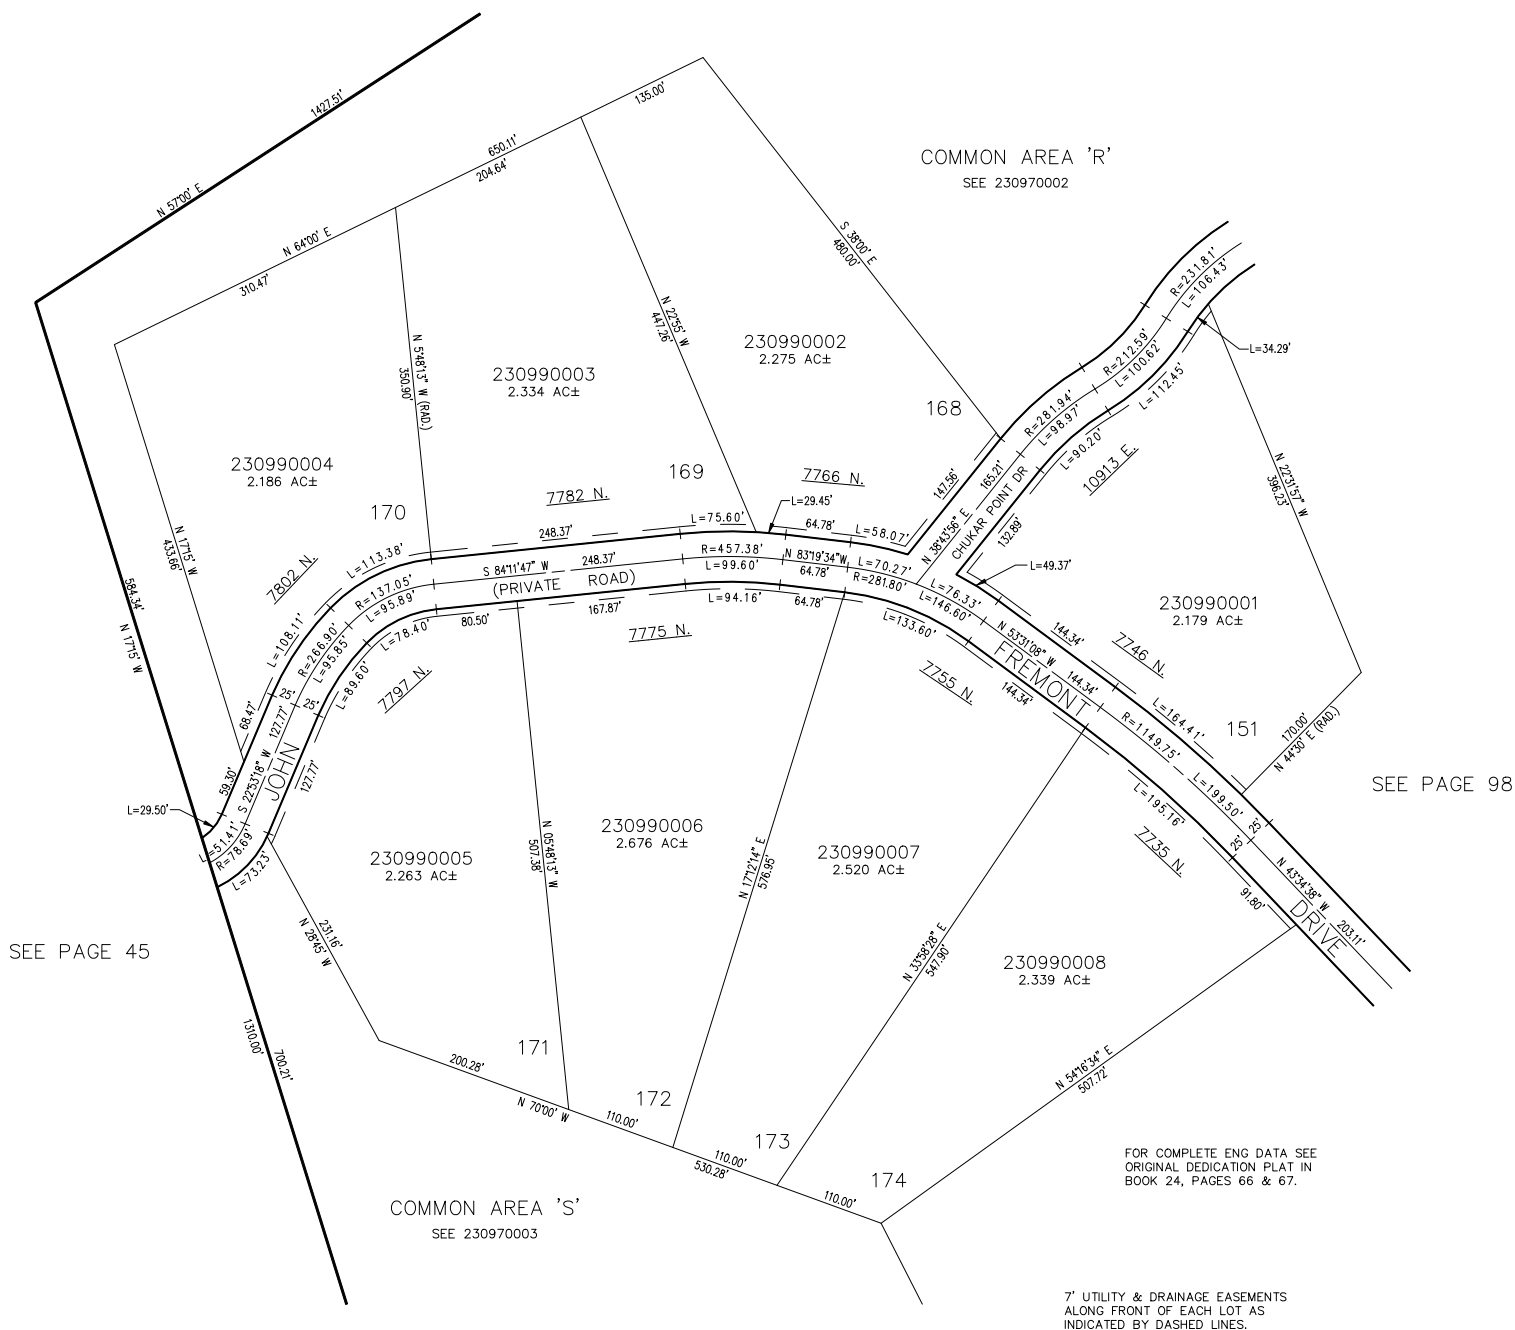 1427.51'
N 57°00' E
135.00'
650.11'
204.64'
N 64°00' E
310.47'
COMMON AREA 'R'
SEE 230970002
S 38°00' E
480.00'
N 22°55' W
447.26'
N 5°48'13" W (RAD.)
350.90'
230990002
2.275 AC±
230990003
2.334 AC±
230990004
2.186 AC±
168
169
170
7766 N.
7782 N.
7802 N.
R=231.81'
L=106.43'
L=34.29'
R=212.59'
L=100.62'
L=112.45'
R=281.94'
L=98.97'
L=90.20'
10913 E.
N 22°31'57" W
396.23'
147.56'
165.21'
N 38°43'56" E
CHUKAR POINT DR
132.89'
L=49.37'
N 17°15' W
433.66'
584.34'
N 17°15' W
L=75.60'
L=29.45'
64.78'
L=58.07'
248.37'
L=113.38'
S 84°11'47" W
248.37'
(PRIVATE ROAD)
R=457.38'
L=99.60'
N 83°19'34" W
64.78'
L=70.27'
R=281.80'
L=76.33'
L=146.60'
R=137.05'
L=95.89'
L=78.40'
80.50'
167.87'
L=94.16'
64.78'
L=133.60'
L=108.11'
R=266.90'
L=95.85'
L=89.60'
7797 N.
7775 N.
7755 N.
230990001
2.179 AC±
144.34'
7746 N.
N 53°31'08" W
144.34'
FREMONT
144.34'
L=164.41'
151
170.00'
N 44°30' E (RAD.)
R=1149.75'
L=199.50'
L=195.16'
SEE PAGE 98
25'
25'
68.47'
59.30'
L=29.50'
127.77'
S 22°53'18" W
JOHN
127.77'
L=51.41'
R=78.69'
L=73.23'
25'
25'
7735 N.
N 43°34'38" W
203.11'
91.80'
DRIVE
230990005
2.263 AC±
230990006
2.676 AC±
230990007
2.520 AC±
230990008
2.339 AC±
N 05°48'13" W
507.38'
N 17°12'14" E
576.95'
N 33°58'28" E
547.90'
N 54°16'34" E
507.72'
SEE PAGE 45
231.16'
N 28°45' W
1310.00'
700.21'
171
200.28'
N 70°00' W
172
110.00'
173
110.00'
530.28'
174
110.00'
COMMON AREA 'S'
SEE 230970003
FOR COMPLETE ENG DATA SEE
ORIGINAL DEDICATION PLAT IN
BOOK 24, PAGES 66 & 67.
7' UTILITY & DRAINAGE EASEMENTS
ALONG FRONT OF EACH LOT AS
INDICATED BY DASHED LINES.